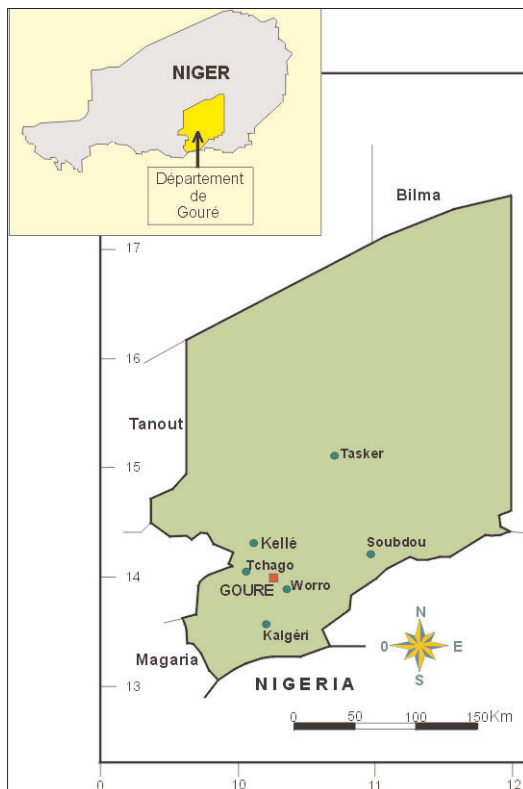 NIGER
Département
de
Gouré
Bilma
17
16
Tanout
Tasker
15
Kellé
Soubdou
Tchago
14
GOURE
Worro
Kalgéri
N
O E
S
Magaria
NIGERIA
13
0 50 100 150Km
0 10 11 12